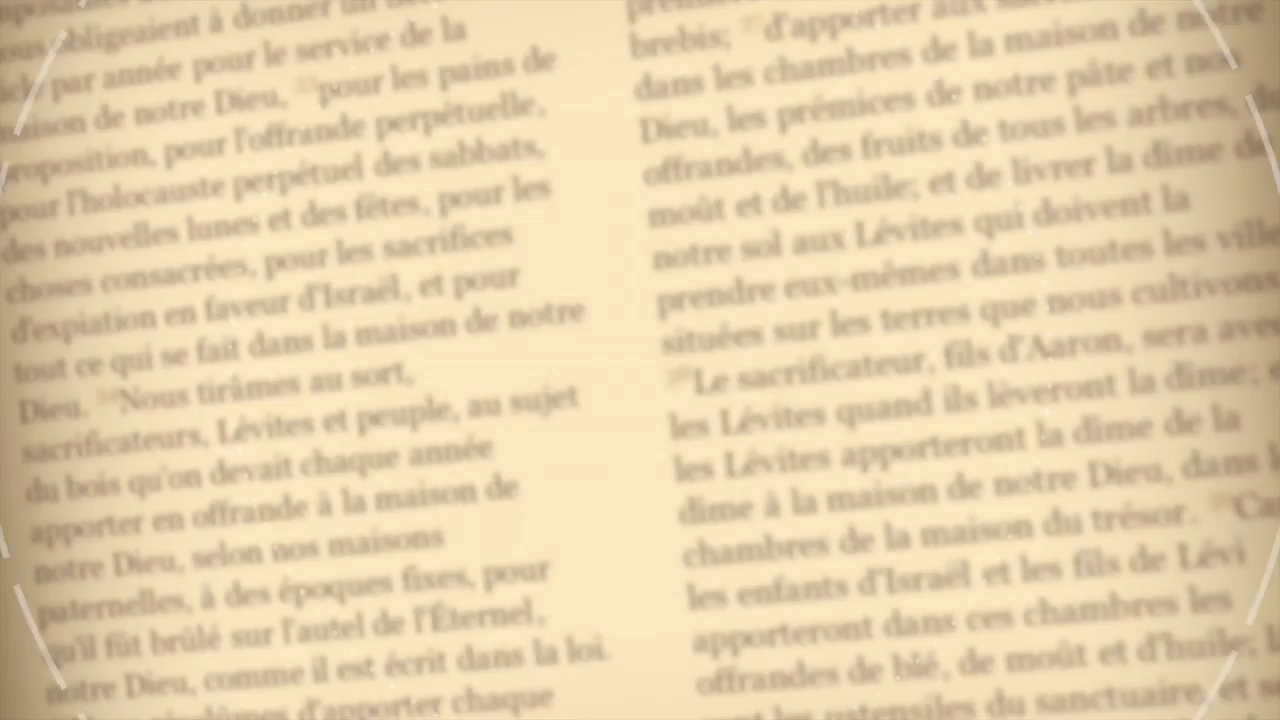 obligeaient à donner un
par année pour le service de la
maison de notre Dieu, pour les pains de
proposition, pour l'offrande perpétuelle,
pour l'holocauste perpétuel des sabbats,
des nouvelles lunes et des fêtes, pour les
choses consacrées, pour les sacrifices
d'expiation en faveur d'Israël, et pour
tout ce qui se fait dans la maison de notre
Dieu. Nous tirâmes au sort,
sacrificateurs, Lévites et peuple, au sujet
du bois qu'on devait chaque année
apporter en offrande à la maison de
notre Dieu, selon nos maisons
paternelles, à des époques fixes, pour
qu'il fût brûlé sur l'autel de l'Éternel,
notre Dieu, comme il est écrit dans la loi.
d'apporter chaque
brebis; d'apporter aux
dans les chambres de la maison de notre
Dieu, les prémices de notre pâte et nos
offrandes, des fruits de tous les arbres,
moût et de l'huile; et de livrer la dîme de
notre sol aux Lévites qui doivent la
prendre eux-mêmes dans toutes les
situées sur les terres que nous cultivons.
Le sacrificateur, fils d'Aaron, sera avec
les Lévites quand ils lèveront la dîme;
les Lévites apporteront la dîme de la
dîme à la maison de notre Dieu, dans
chambres de la maison du trésor.
les enfants d'Israël et les fils de Lévi
apporteront dans ces chambres les
offrandes de blé, de moût et d'huile;
les ustensiles du sanctuaire, et